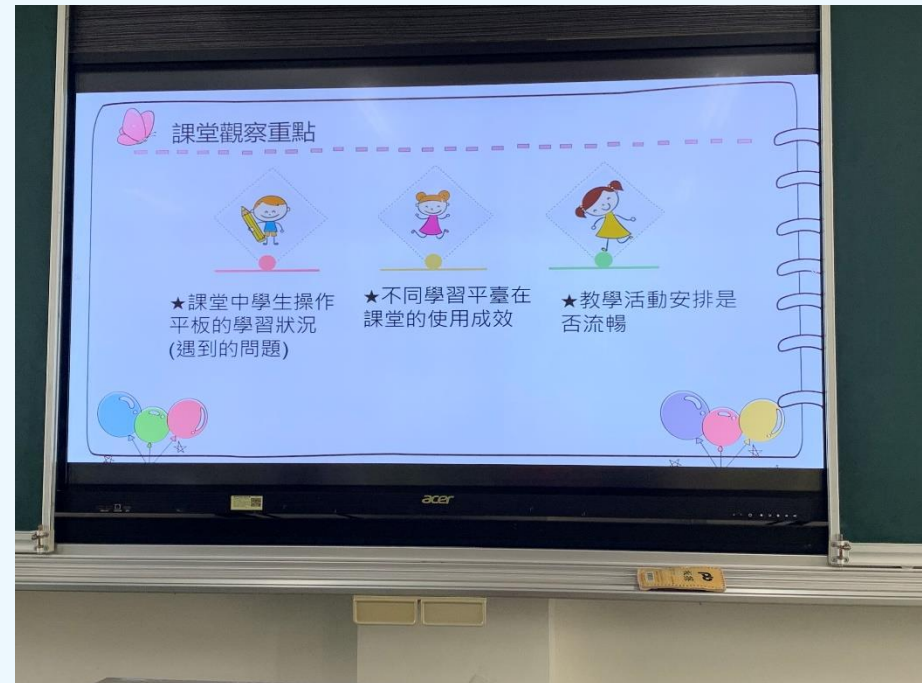 課堂觀察重點
★課堂中學生操作
平板的學習狀況
(遇到的問題)
★不同學習平臺在
課堂的使用成效
★教學活動安排是
否流暢
acer